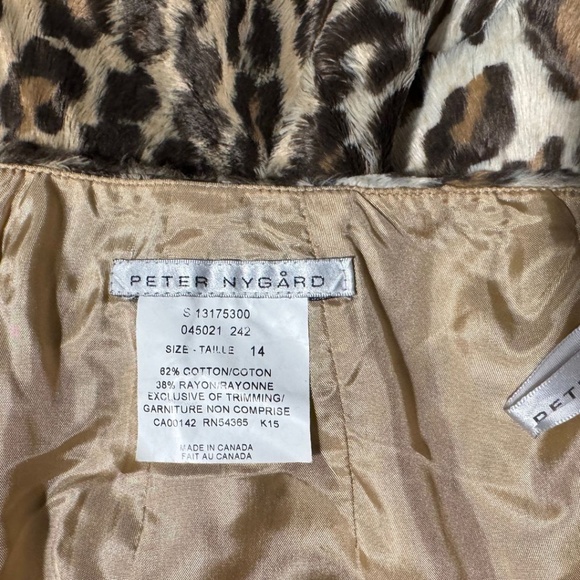 PETER NYGÅRD
S 13175300
045021 242
SIZE - TAILLE 14
62% COTTON/COTON
38% RAYON/RAYONNE
EXCLUSIVE OF TRIMMING/
GARNITURE NON COMPRISE
CA00142 RN54365 K15
MADE IN CANADA
FAIT AU CANADA
PET